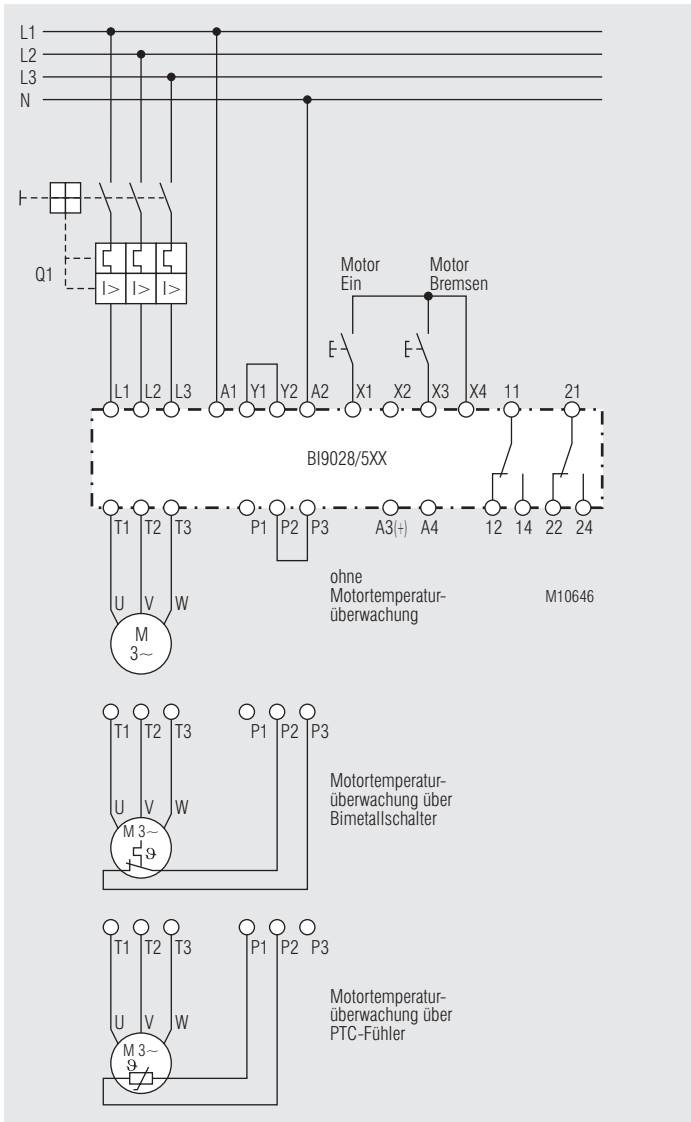 L1
L2
L3
N
Q1
I> I> I>
Motor
Ein
Motor
Bremsen
L1 L2 L3 A1 Y1 Y2 A2 X1 X2 X3 X4 11 21
BI9028/5XX
T1 T2 T3 P1 P2 P3 A3(+) A4 12 14 22 24
U V W
M
3~
ohne
Motortemperatur-
überwachung
M10646
T1 T2 T3 P1 P2 P3
U V W
M 3~
ϑ
Motortemperatur-
überwachung über
Bimetallschalter
T1 T2 T3 P1 P2 P3
U V W
M 3~
ϑ
Motortemperatur-
überwachung über
PTC-Fühler